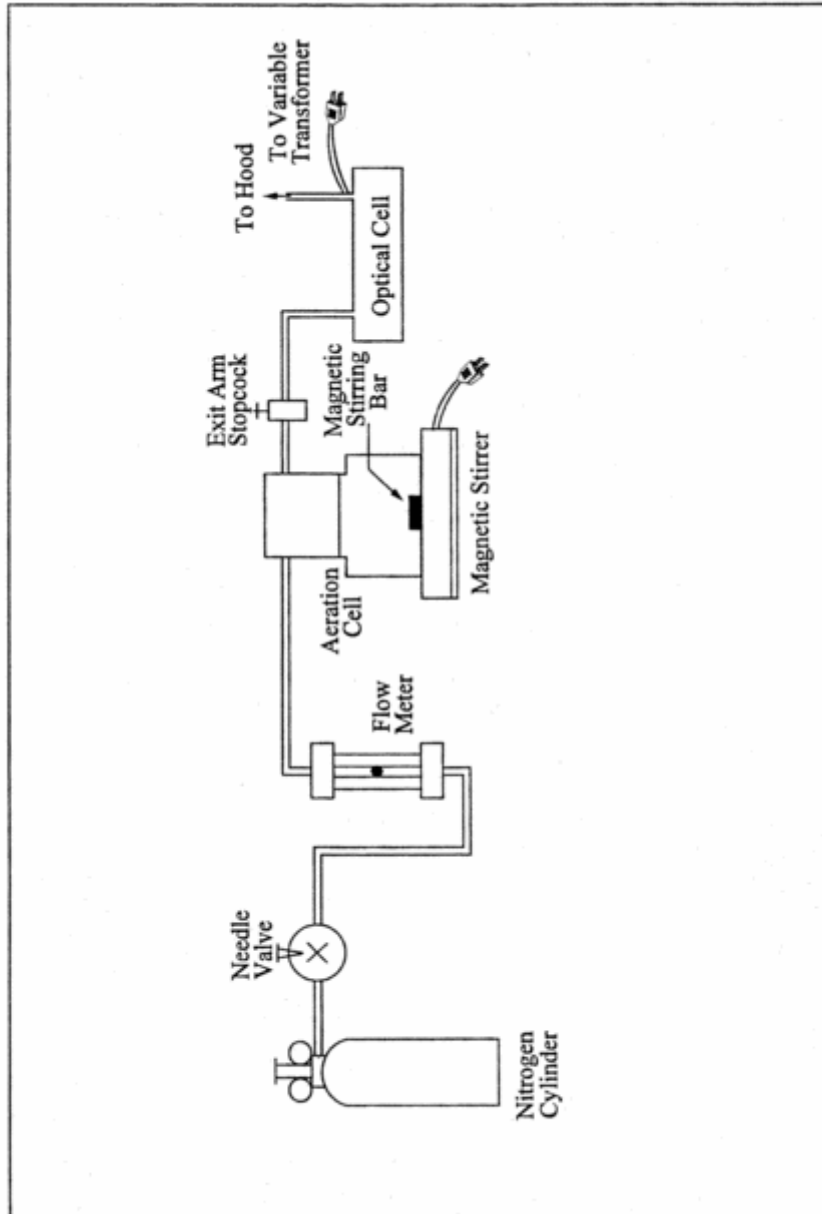 Nitrogen
Cylinder
Needle
Valve
Flow
Meter
Aeration
Cell
Magnetic Stirrer
Magnetic
Stirring
Bar
Exit Arm
Stopcock
Optical Cell
To Hood
To Variable
Transformer